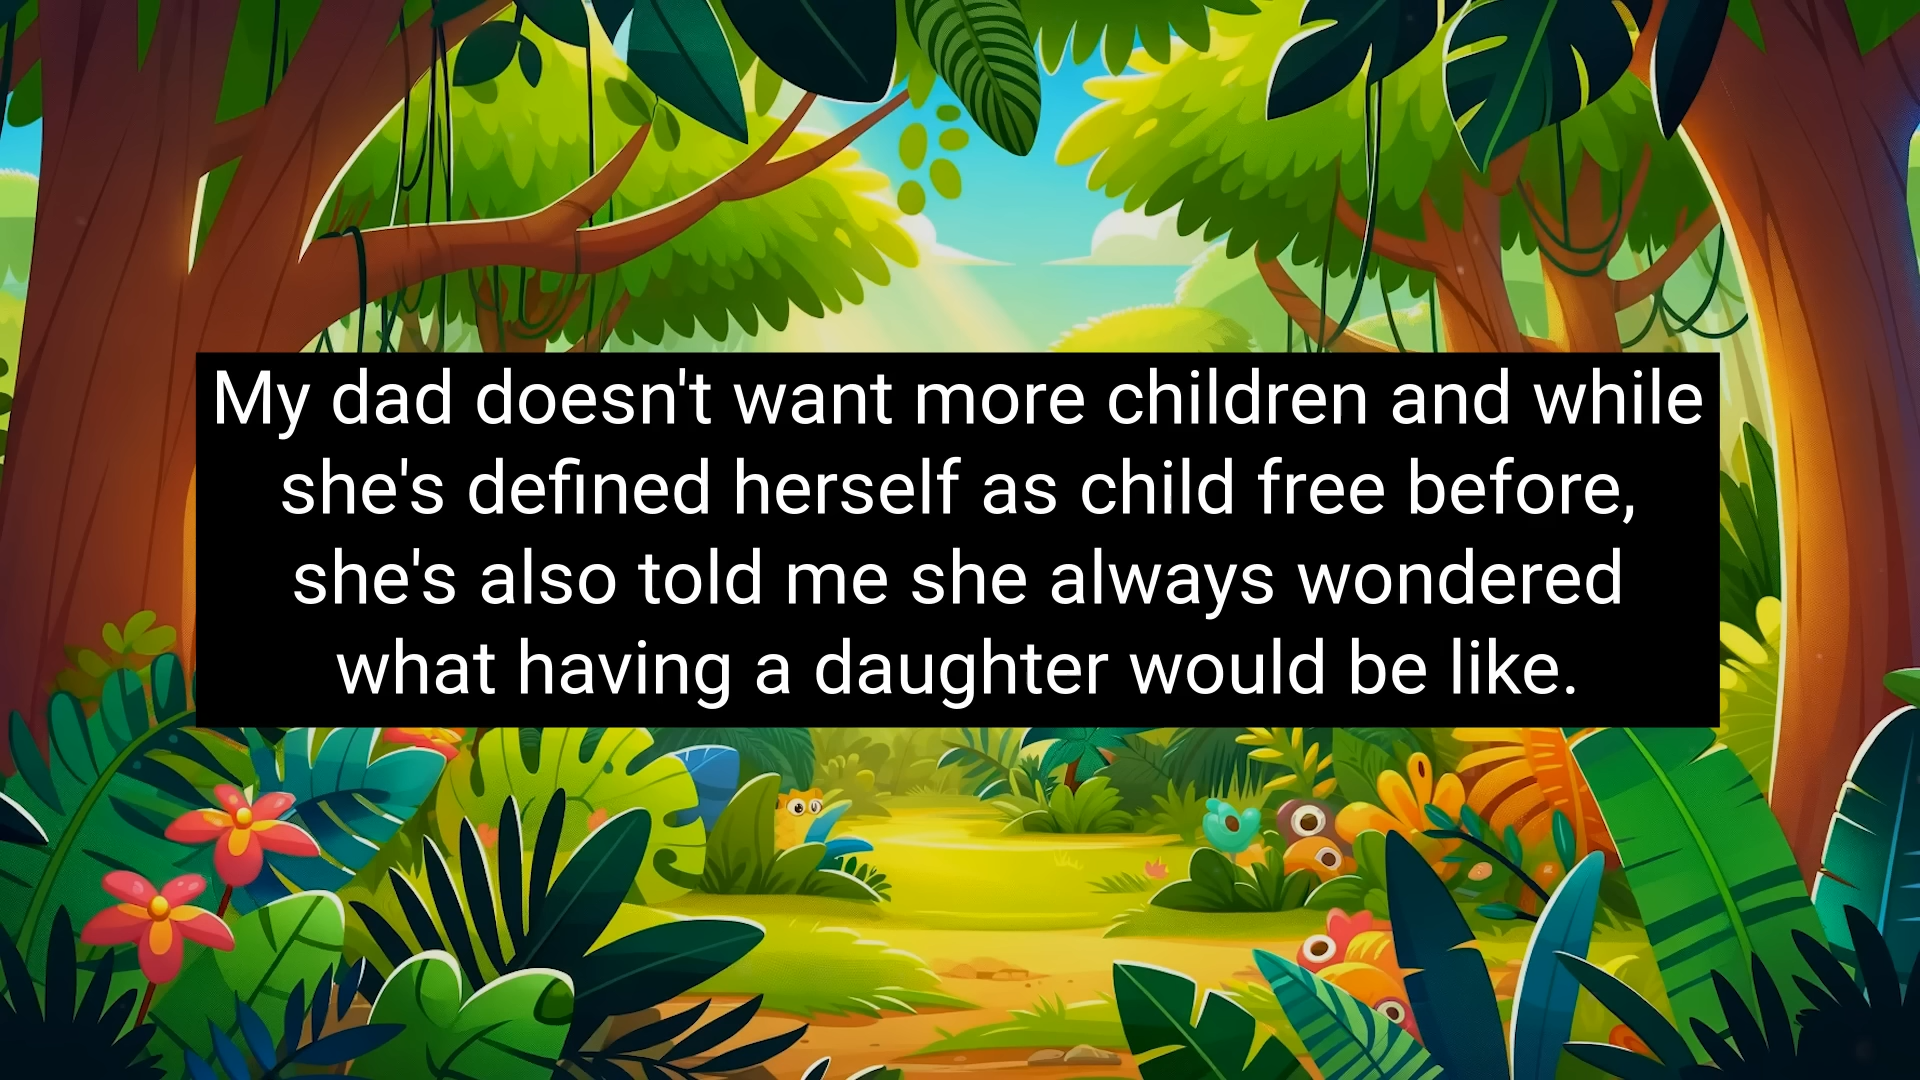 My dad doesn't want more children and while
she's defined herself as child free before,
she's also told me she always wondered
what having a daughter would be like.